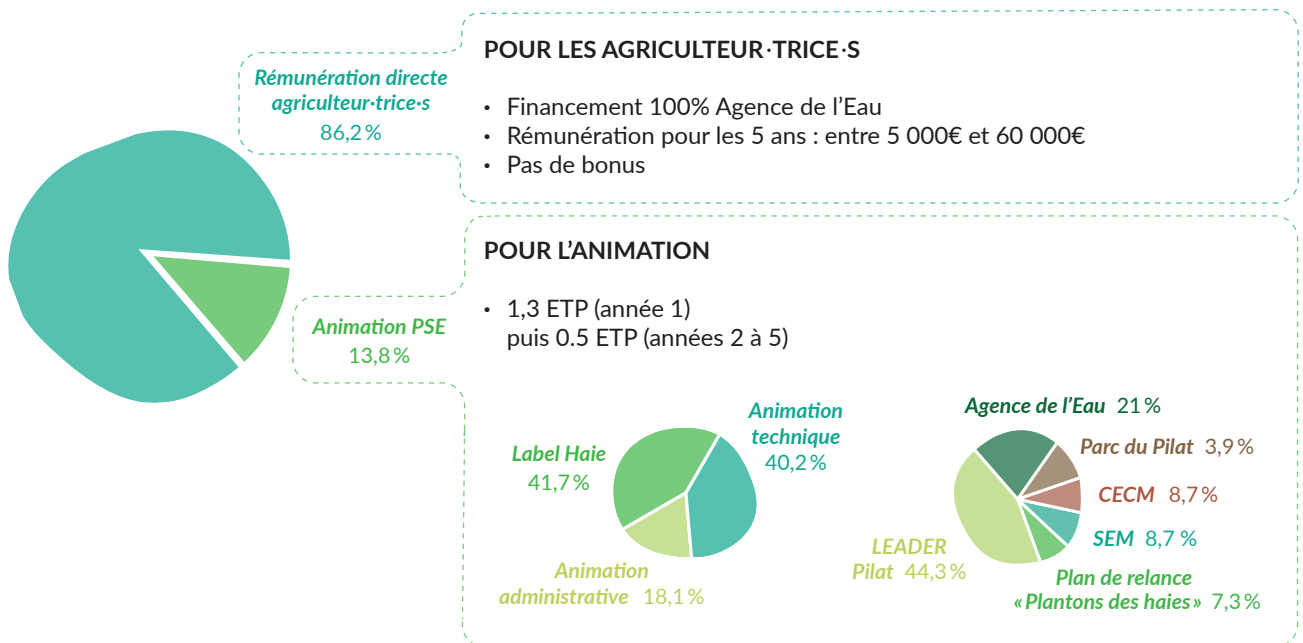 POUR LES AGRICULTEUR·TRICE·S
Rémunération directe
agriculteur·trice·s
86,2%
• Financement 100% Agence de l'Eau
• Rémunération pour les 5 ans : entre 5 000€ et 60 000€
• Pas de bonus
POUR L'ANIMATION
Animation PSE
13,8%
• 1,3 ETP (année 1)
puis 0.5 ETP (années 2 à 5)
Label Haie
41,7%
Animation
technique
40,2%
Animation
administrative 18,1%
Agence de l'Eau 21%
Parc du Pilat 3,9%
CECM 8,7%
SEM 8,7 %
Plan de relance
«Plantons des haies» 7,3%
LEADER
Pilat 44,3%